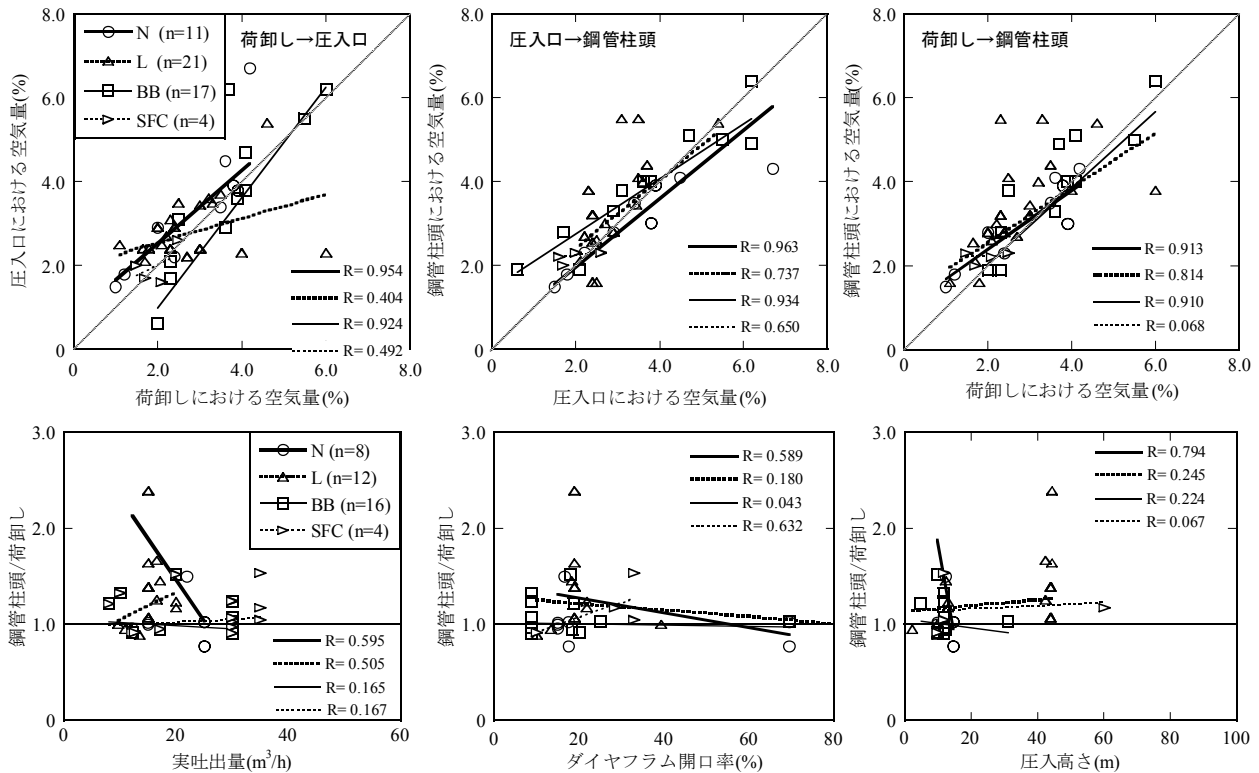 8.0
6.0
4.0
2.0
0
0
2.0
4.0
6.0
8.0
圧入口における空気量(%)
荷卸しにおける空気量(%)
N (n=11)
L (n=21)
BB (n=17)
SFC (n=4)
荷卸し→圧入口
R= 0.954
R= 0.404
R= 0.924
R= 0.492
8.0
6.0
4.0
2.0
0
0
2.0
4.0
6.0
8.0
鋼管柱頭における空気量(%)
圧入口における空気量(%)
圧入口→鋼管柱頭
R= 0.963
R= 0.737
R= 0.934
R= 0.650
8.0
6.0
4.0
2.0
0
0
2.0
4.0
6.0
8.0
鋼管柱頭における空気量(%)
荷卸しにおける空気量(%)
荷卸し→鋼管柱頭
R= 0.913
R= 0.814
R= 0.910
R= 0.068
3.0
2.0
1.0
0
0
20
40
60
鋼管柱頭/荷卸し
実吐出量(m³/h)
N (n=8)
L (n=12)
BB (n=16)
SFC (n=4)
R= 0.595
R= 0.505
R= 0.165
R= 0.167
3.0
2.0
1.0
0
0
20
40
60
80
鋼管柱頭/荷卸し
ダイヤフラム開口率(%)
R= 0.589
R= 0.180
R= 0.043
R= 0.632
3.0
2.0
1.0
0
0
20
40
60
80
100
鋼管柱頭/荷卸し
圧入高さ(m)
R= 0.794
R= 0.245
R= 0.224
R= 0.067